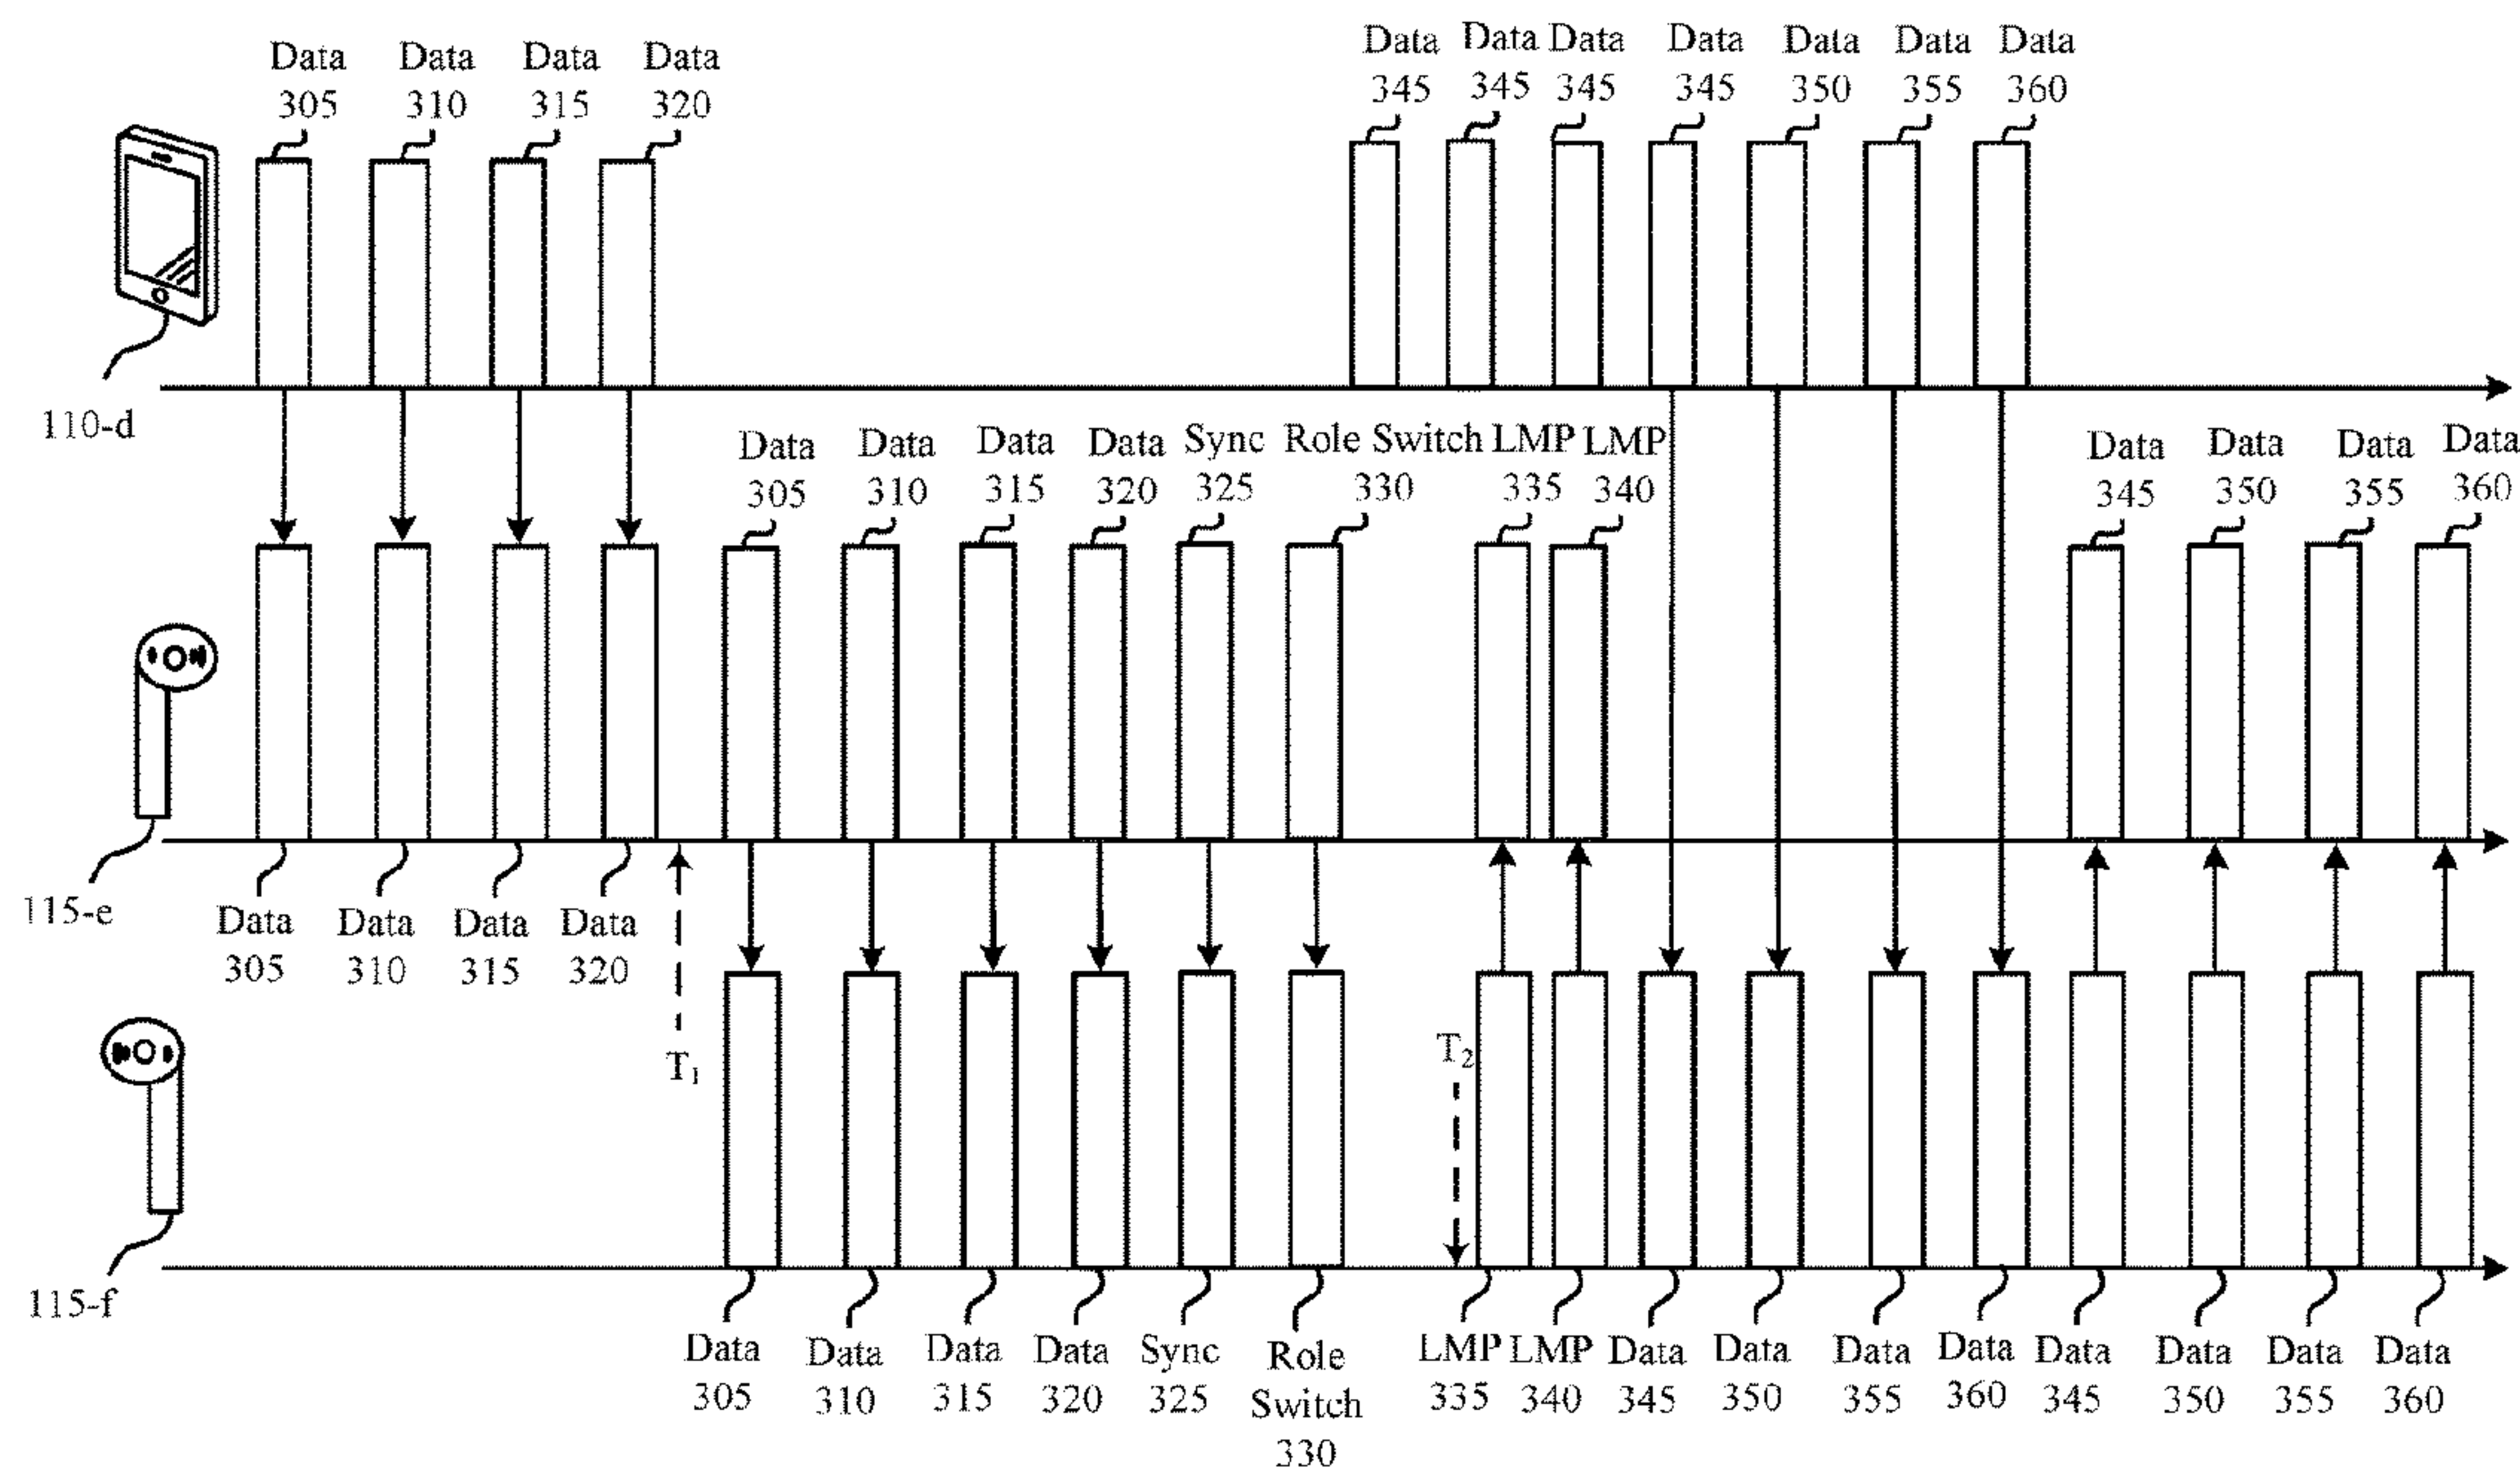 Data Data Data Data
305 310 315 320
Data Data Data Data Data Data Data
345 345 345 345 350 355 360
110-d
Data Data Data Data Sync Role Switch LMP LMP
305 310 315 320 325 330 335 340
Data Data Data Data
345 350 355 360
115-e
Data Data Data Data
305 310 315 320
T1
T2
115-f
Data Data Data Data Sync Role LMP LMP Data Data Data Data Data Data Data Data
305 310 315 320 325 Switch 335 340 345 350 355 360 345 350 355 360
330